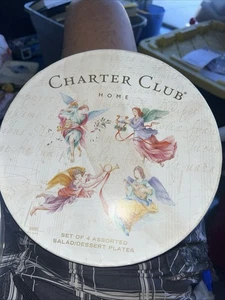 CHARTER CLUB®
HOME
SET OF 4 ASSORTED
SALAD/DESSERT PLATES